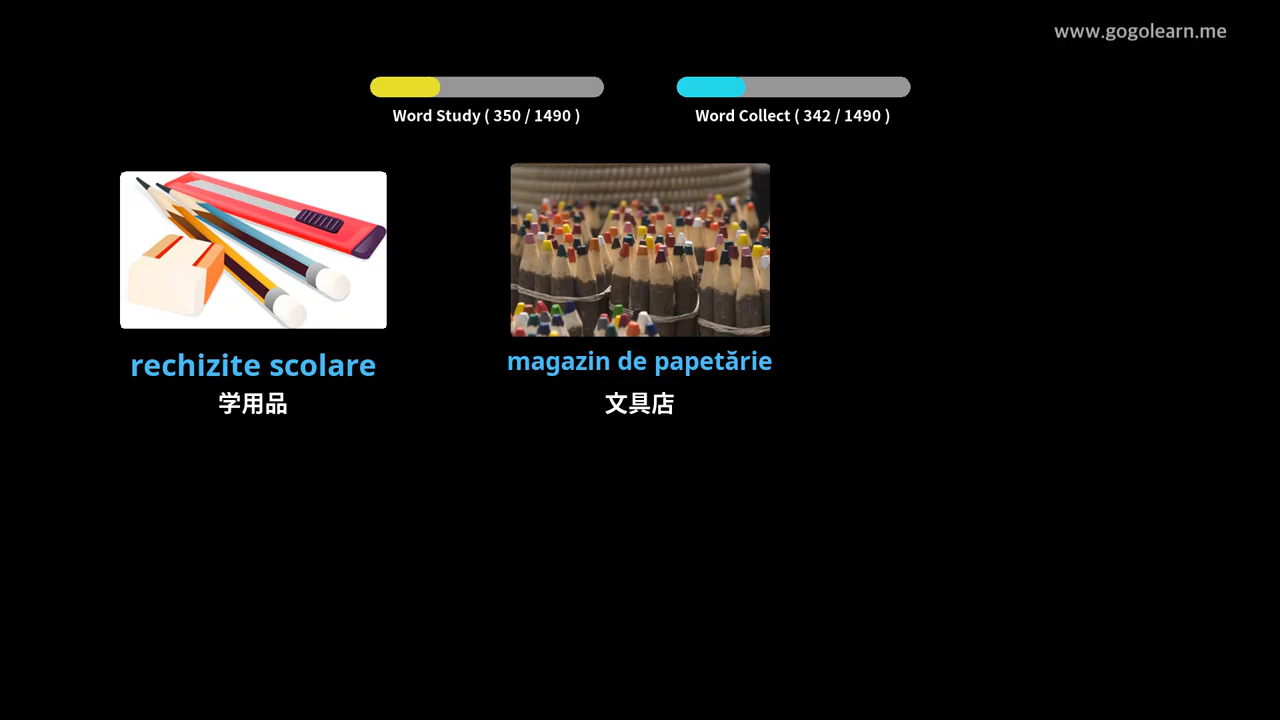 www.gogolearn.me
Word Study ( 350 / 1490 )
Word Collect ( 342 / 1490 )
rechizite scolare
学用品
magazin de papetărie
文具店